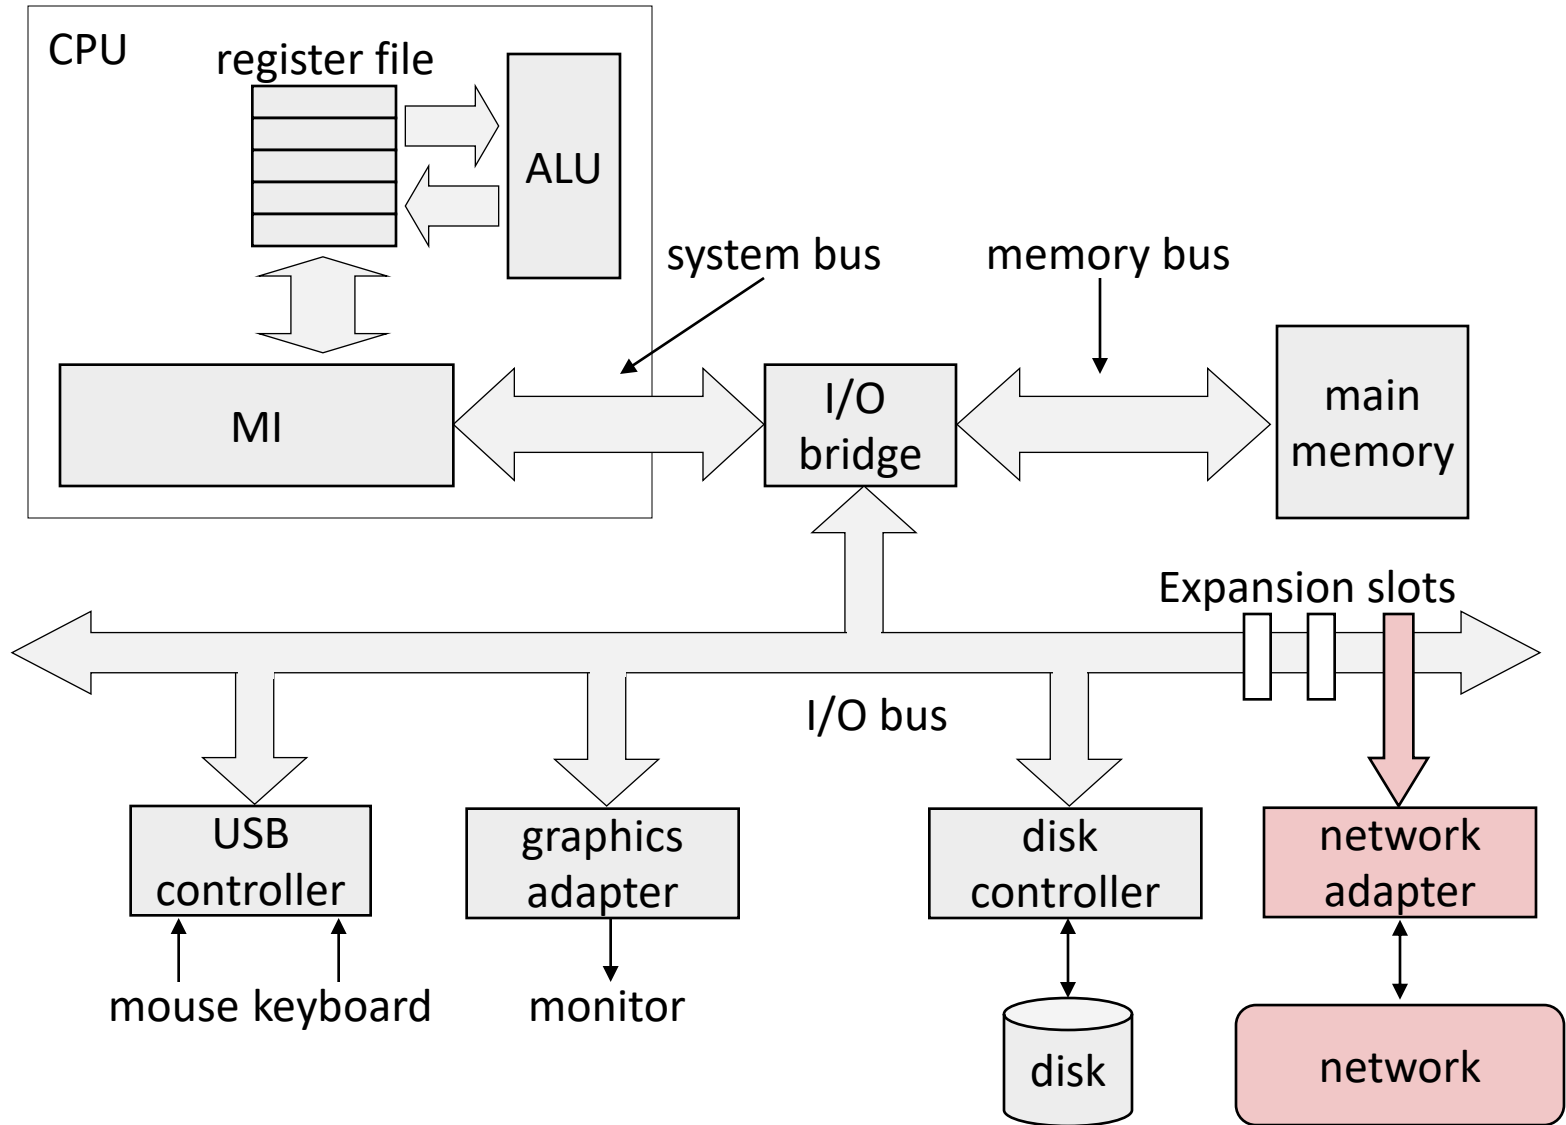 CPU
register file
ALU
system bus
memory bus
MI
I/O
bridge
main
memory
Expansion slots
I/O bus
USB
controller
graphics
adapter
disk
controller
network
adapter
mouse keyboard
monitor
disk
network